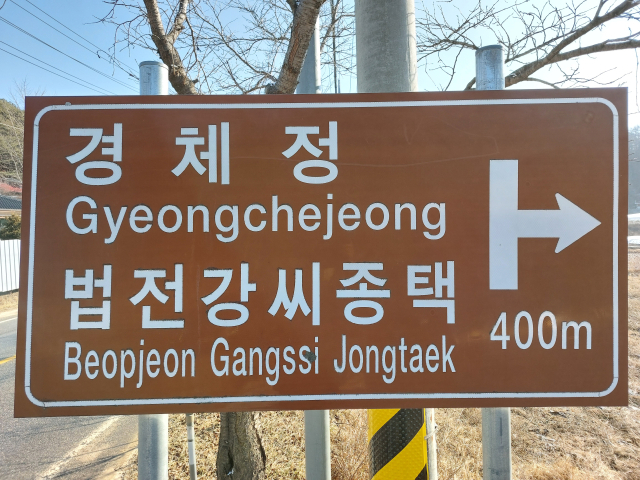 경체정
Gyeongchejeong
법전강씨종택
Beopjeon Gangssi Jongtaek
400m